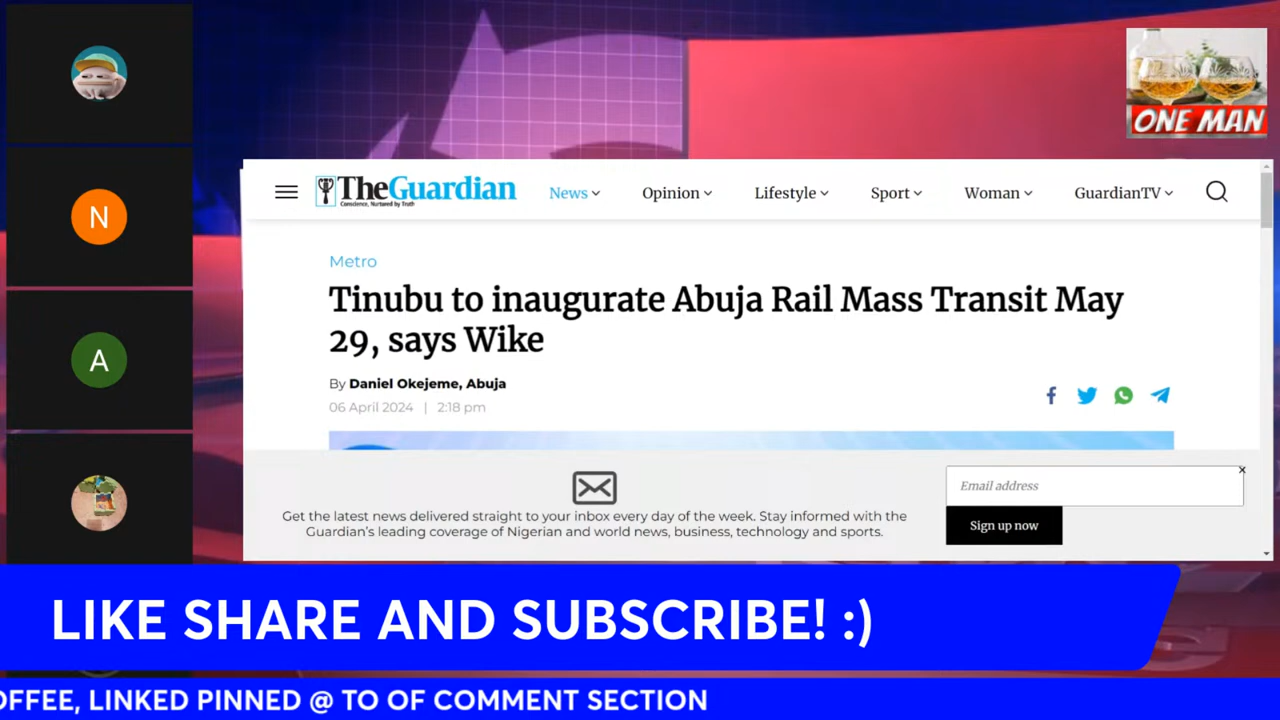 ONE MAN
N
A
TheGuardian
Conscience, Nurtured by Truth
News Opinion Lifestyle Sport Woman GuardianTV
Metro
Tinubu to inaugurate Abuja Rail Mass Transit May
29, says Wike
By Daniel Okejeme, Abuja
06 April 2024 | 2:18 pm
Get the latest news delivered straight to your inbox every day of the week. Stay informed with the
Guardian's leading coverage of Nigerian and world news, business, technology and sports.
Email address
x
Sign up now
LIKE SHARE AND SUBSCRIBE! :)
OFFEE, LINKED PINNED @ TO OF COMMENT SECTION